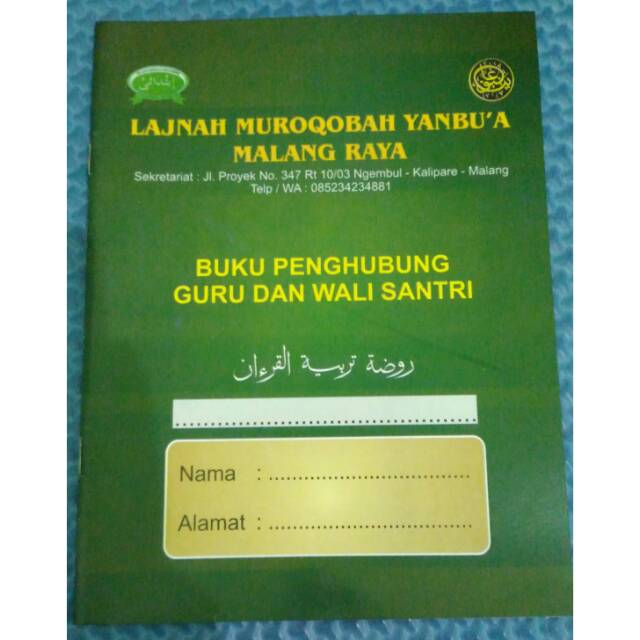 LAJNAH MUROQOBAH YANBU'A
MALANG RAYA
Sekretariat : Jl. Proyek No. 347 Rt 10/03 Ngembul - Kalipare - Malang
Telp / WA : 085234234881
BUKU PENGHUBUNG
GURU DAN WALI SANTRI
روضة تربية القرءان
Nama : ..................................
Alamat : ..................................